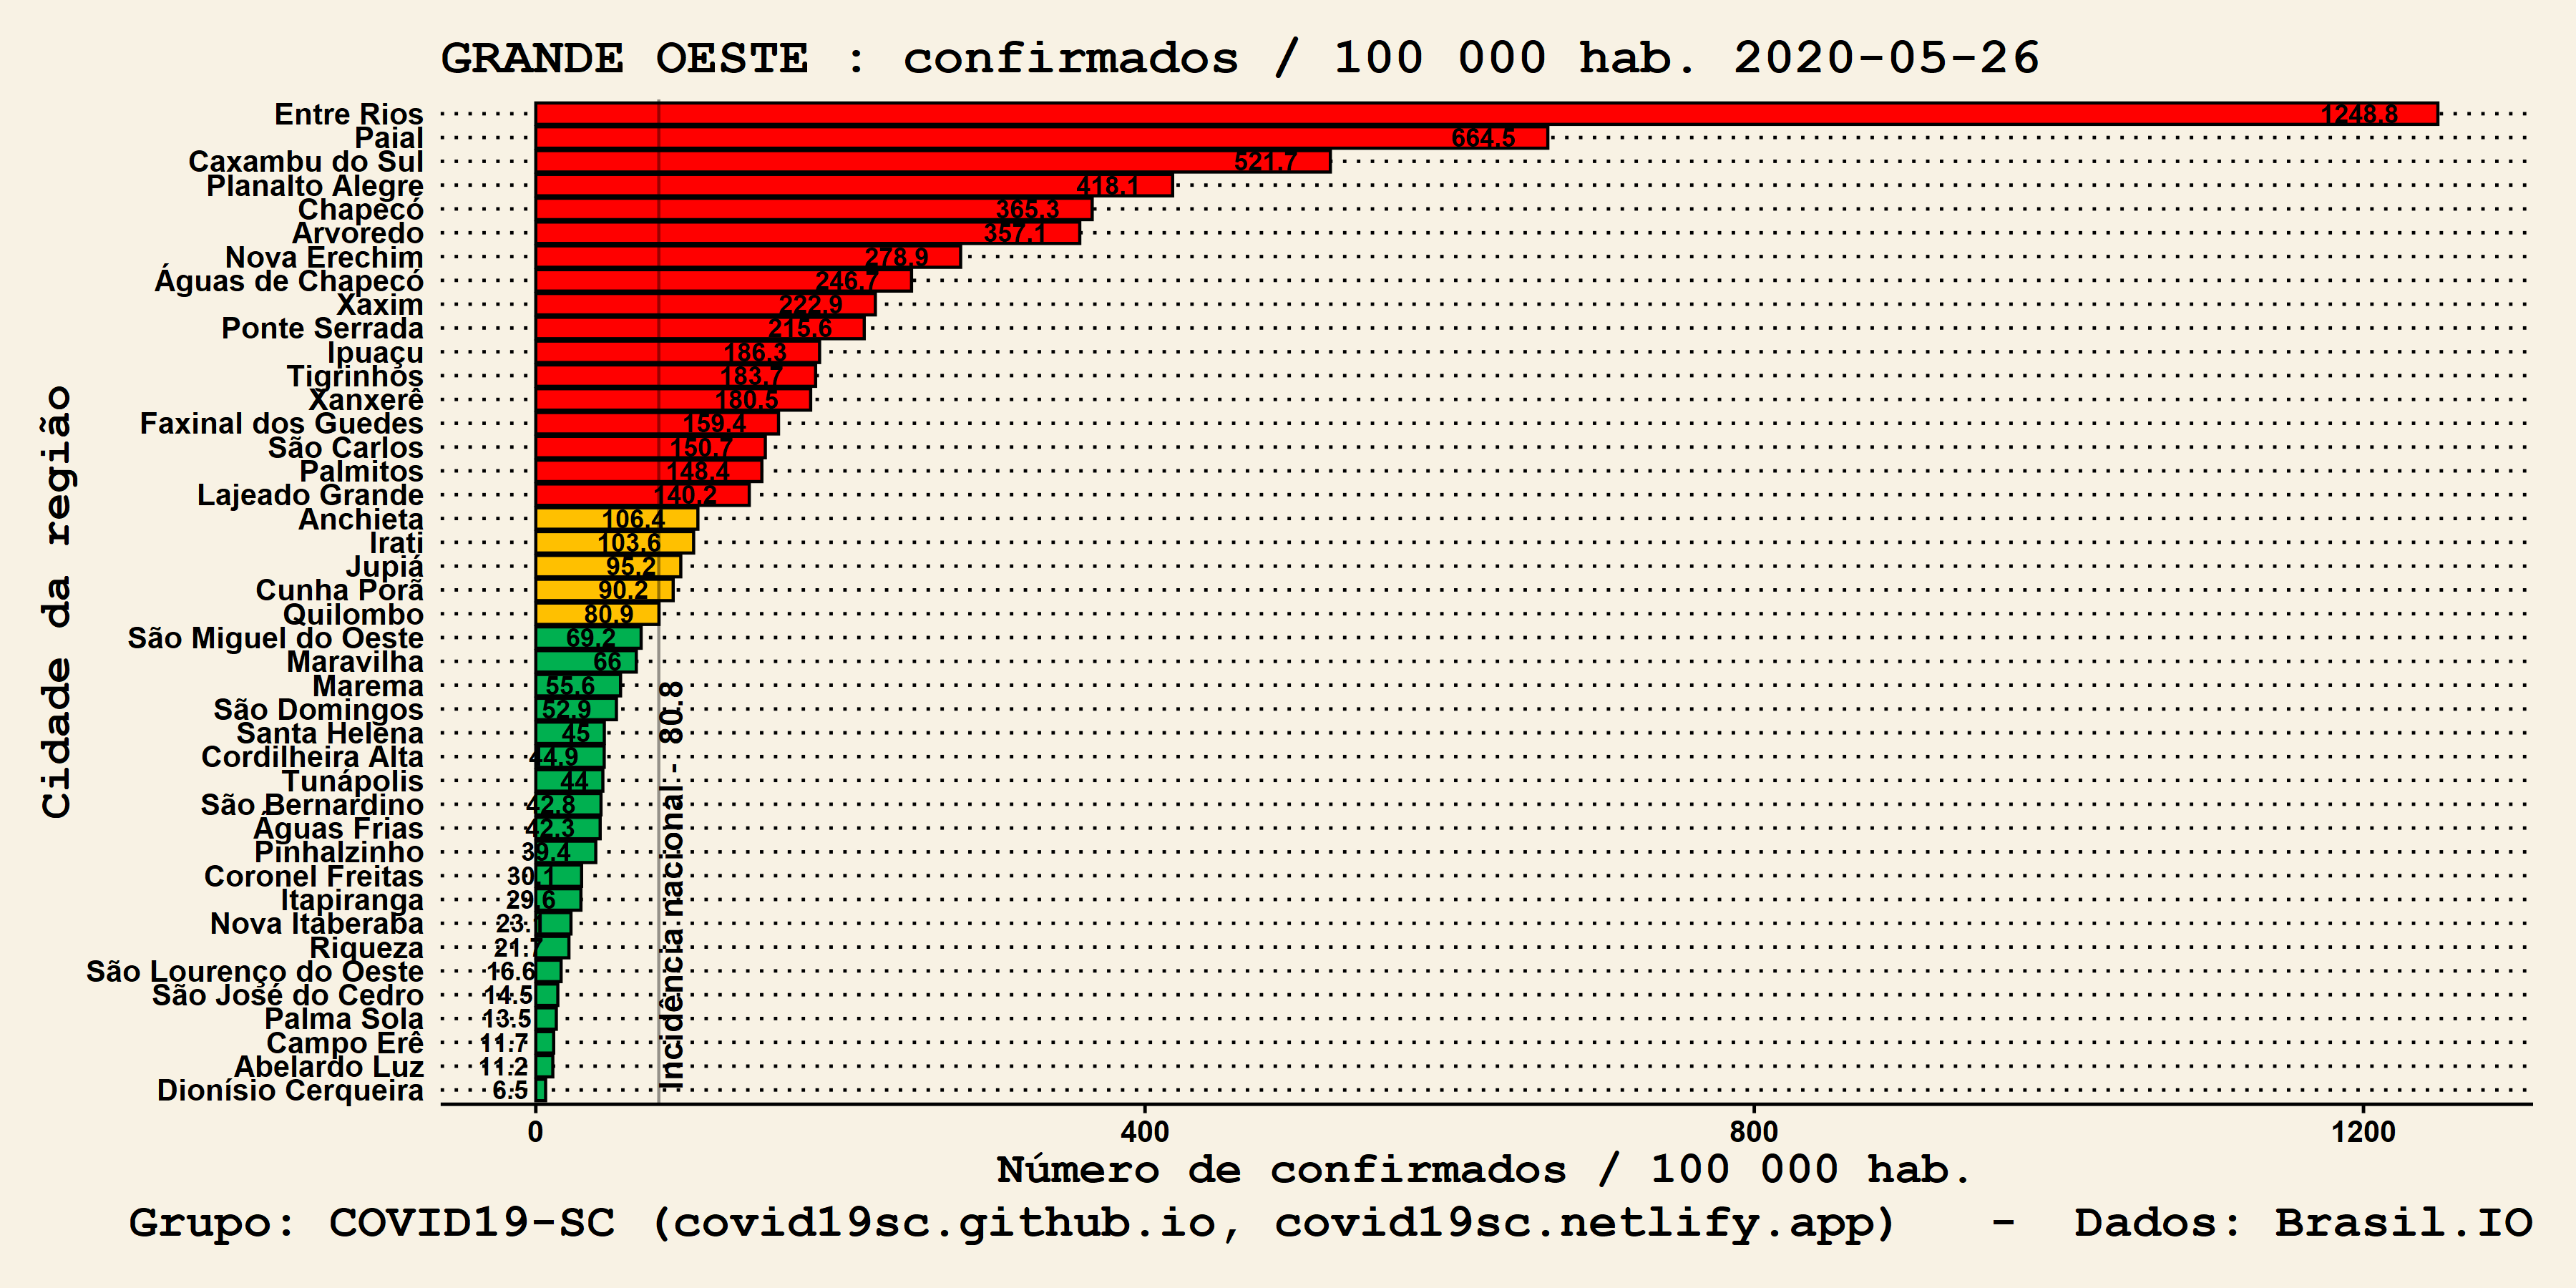 GRANDE OESTE : confirmados / 100 000 hab. 2020-05-26
Cidade da região
Entre Rios 1248.8
Paial 664.5
Caxambu do Sul 521.7
Planalto Alegre 418.1
Chapecó 365.3
Arvoredo 357.1
Nova Erechim 278.9
Águas de Chapecó 246.7
Xaxim 222.9
Ponte Serrada 215.6
Ipuaçu 186.3
Tigrinhos 183.7
Xanxerê 180.5
Faxinal dos Guedes 159.4
São Carlos 150.7
Palmitos 148.4
Lajeado Grande 140.2
Anchieta 106.4
Irati 103.6
Jupiá 95.2
Cunha Porã 90.2
Quilombo 80.9
São Miguel do Oeste 69.2
Maravilha 66
Marema 55.6
São Domingos 52.9
Santa Helena 45
Cordilheira Alta 44.9
Tunápolis 44
São Bernardino 42.8
Águas Frias 42.3
Pinhalzinho 39.4
Coronel Freitas 30.1
Itapiranga 29.6
Nova Itaberaba 23.1
Riqueza 21.7
São Lourenço do Oeste 16.6
São José do Cedro 14.5
Palma Sola 13.5
Campo Erê 11.7
Abelardo Luz 11.2
Dionísio Cerqueira 6.5
Incidência nacional - 80.8
0 400 800 1200
Número de confirmados / 100 000 hab.
Grupo: COVID19-SC (covid19sc.github.io, covid19sc.netlify.app) - Dados: Brasil.IO